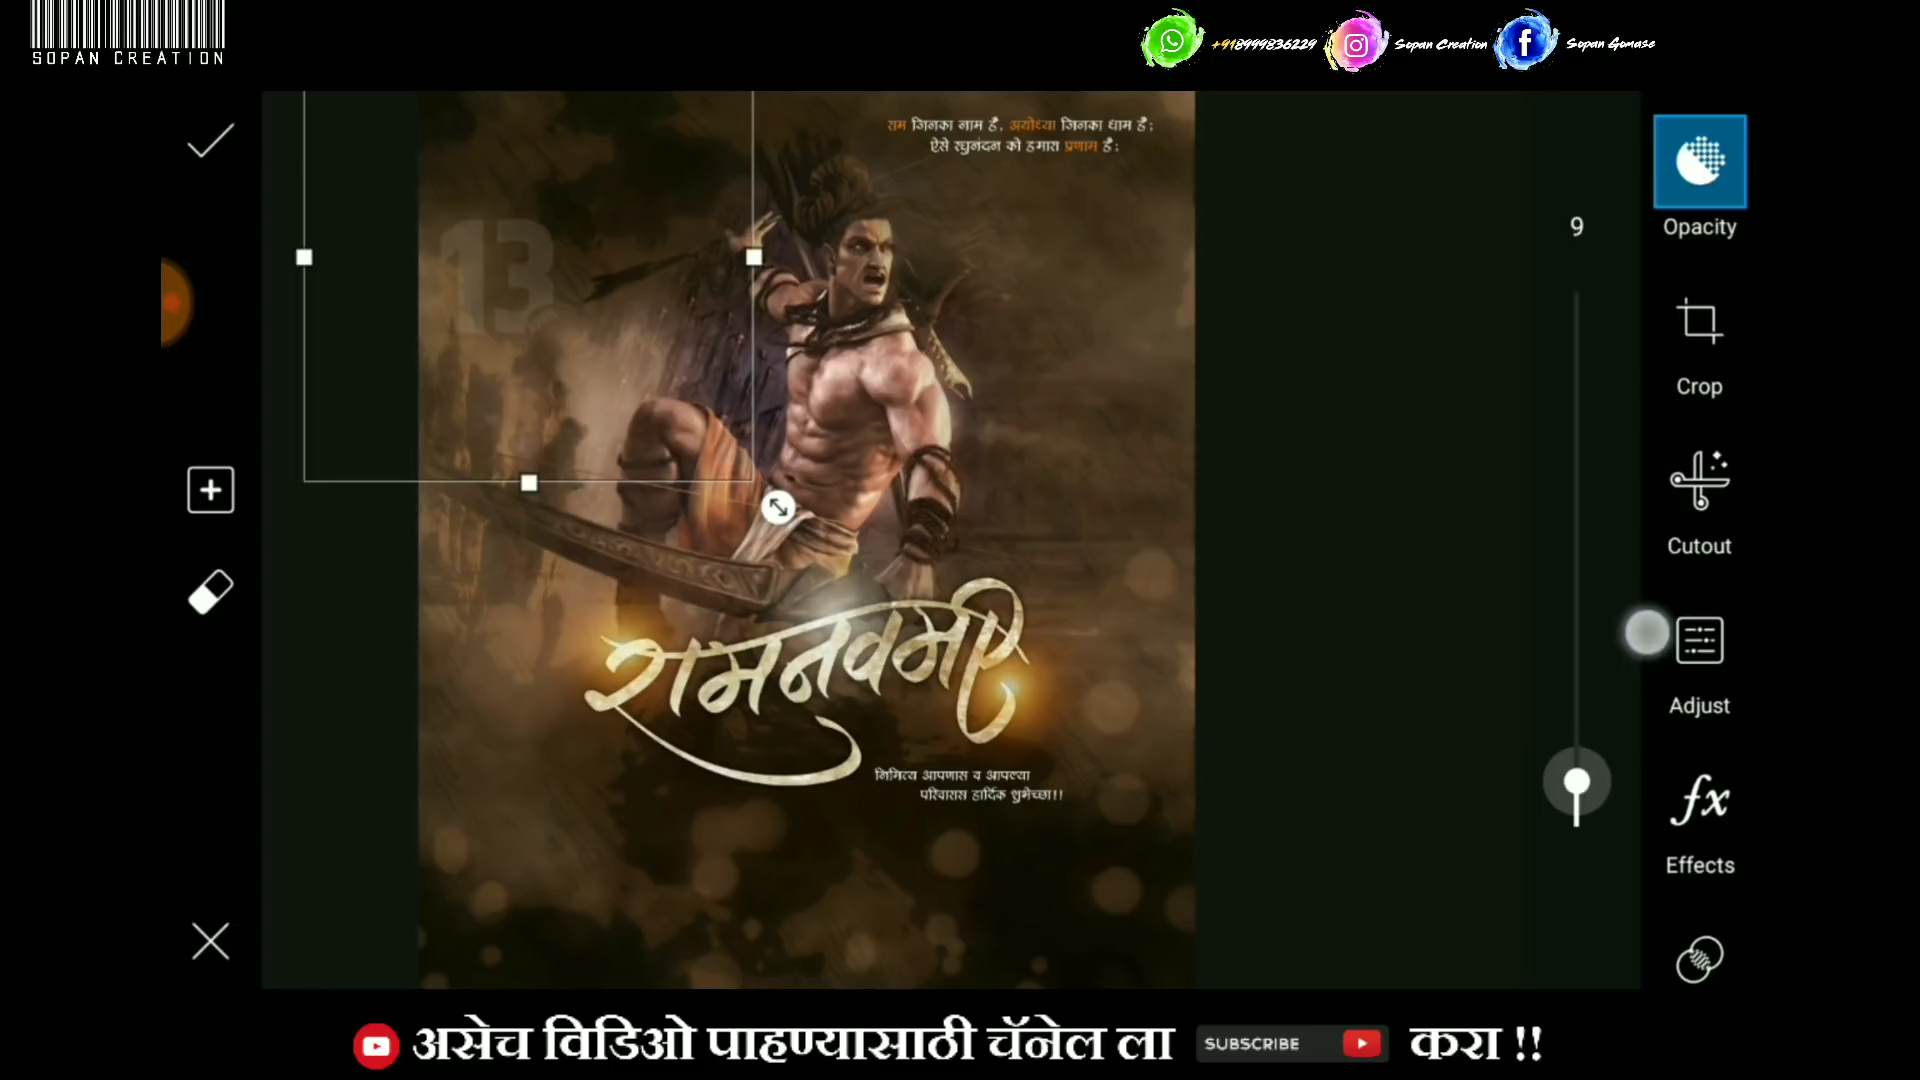 SOPAN CREATION
+918999836229
Sopan Creation
Sopan Gomase
राम जिनका नाम है, अयोध्या जिनका धाम है;
ऐसे रघुनंदन को हमारा प्रणाम है;
13
9
Opacity
Crop
Cutout
Adjust
Effects
रामनवमी
निमित्य आपणास व आपल्या
परिवारास हार्दिक शुभेच्छा!!
असेच विडिओ पाहण्यासाठी चॅनेल ला SUBSCRIBE करा !!